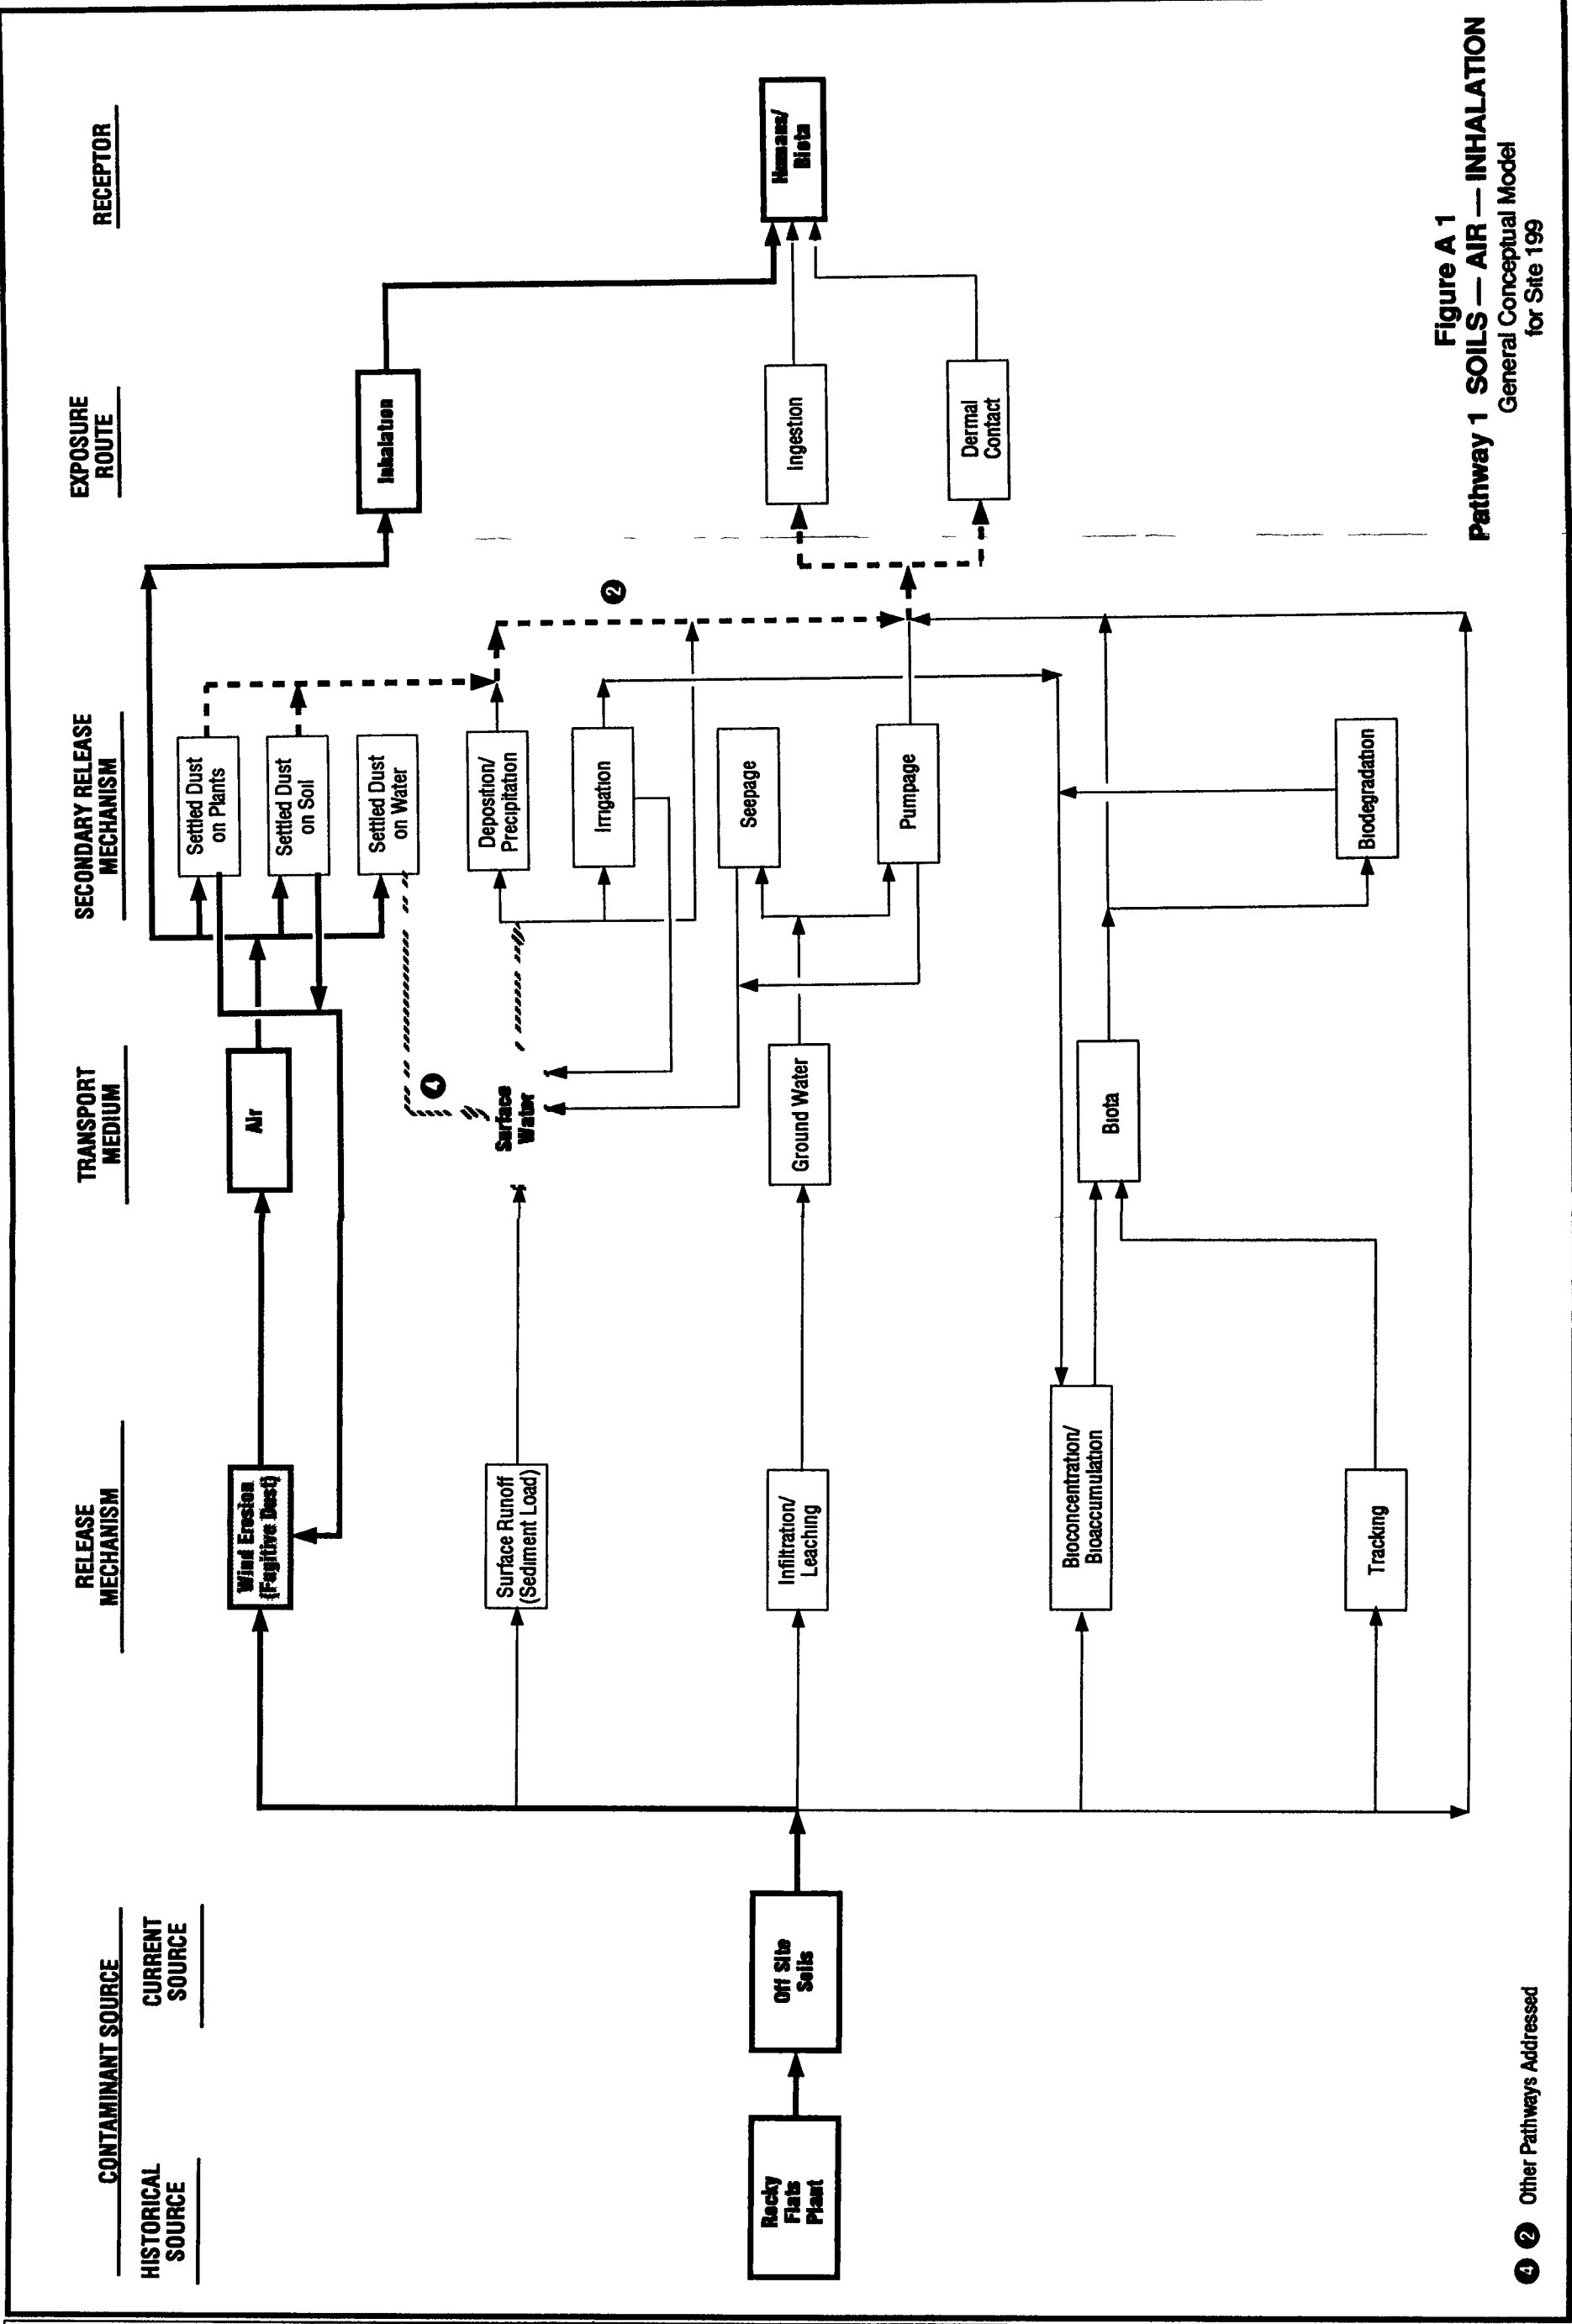 CONTAMINANT SOURCE
HISTORICAL
SOURCE
CURRENT
SOURCE
RELEASE
MECHANISM
TRANSPORT
MEDIUM
SECONDARY RELEASE
MECHANISM
EXPOSURE
ROUTE
RECEPTOR
Rocky
Flats
Plant
Off Site
Soils
Wind Erosion
(Fugitive Dust)
Surface Runoff
(Sediment Load)
Infiltration/
Leaching
Bioconcentration/
Bioaccumulation
Tracking
Air
Surface
Water
Ground Water
Biota
Settled Dust
on Plants
Settled Dust
on Soil
Settled Dust
on Water
Deposition/
Precipitation
Irrigation
Seepage
Pumpage
Biodegradation
4
2
Inhalation
Ingestion
Dermal
Contact
Humans/
Biota
4 2 Other Pathways Addressed
Figure A 1
Pathway 1 SOILS — AIR — INHALATION
General Conceptual Model
for Site 199